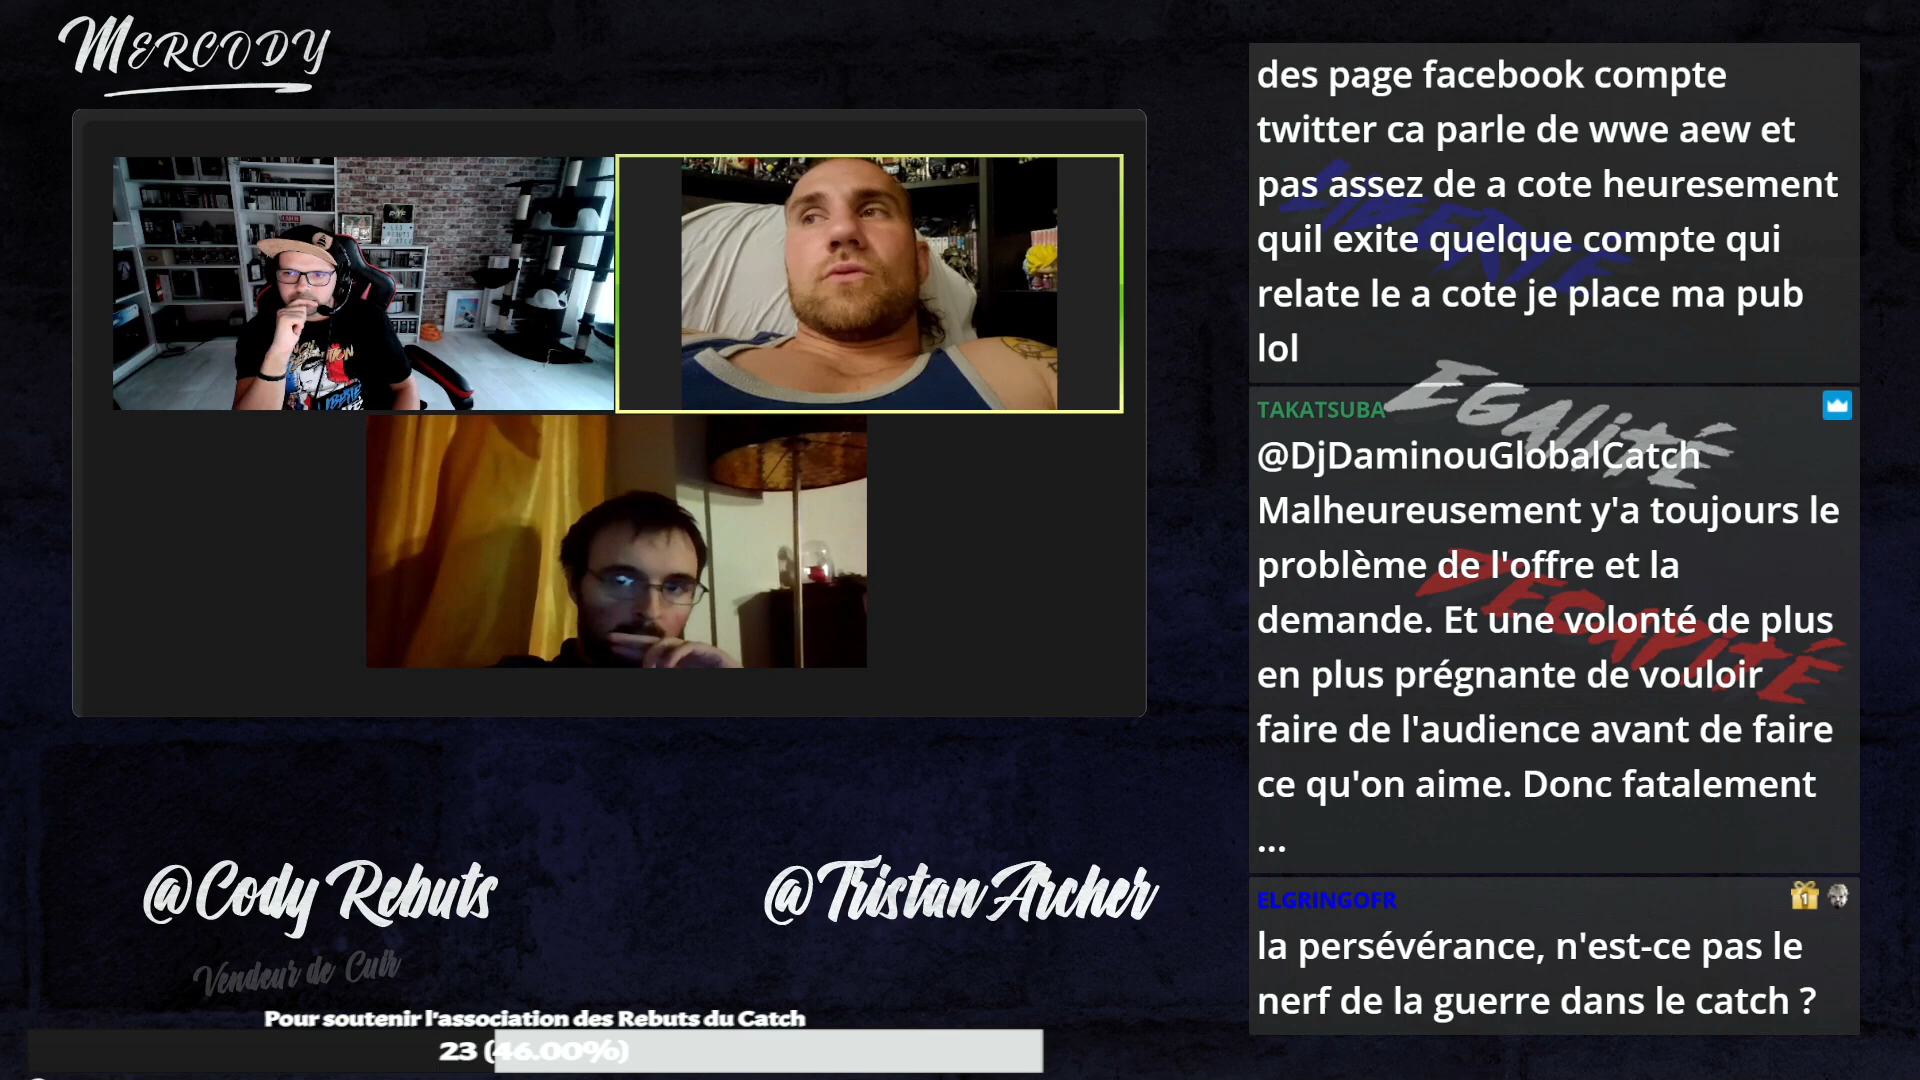 MERCODY
des page facebook compte
twitter ca parle de wwe aew et
pas assez de a cote heuresement
quil exite quelque compte qui
relate le a cote je place ma pub
lol
LIBERTÉ
ÉGALITÉ
TAKATSUBA
@DjDaminouGlobalCatch
Malheureusement y'a toujours le
problème de l'offre et la
demande. Et une volonté de plus
en plus prégnante de vouloir
faire de l'audience avant de faire
ce qu'on aime. Donc fatalement
...
DÉCAPITÉ
ELGRINGOFR
1
la persévérance, n'est-ce pas le
nerf de la guerre dans le catch ?
@Cody Rebuts
@Tristan Archer
Vendeur de Cuir
Pour soutenir l'association des Rebuts du Catch
23 (46.00%)